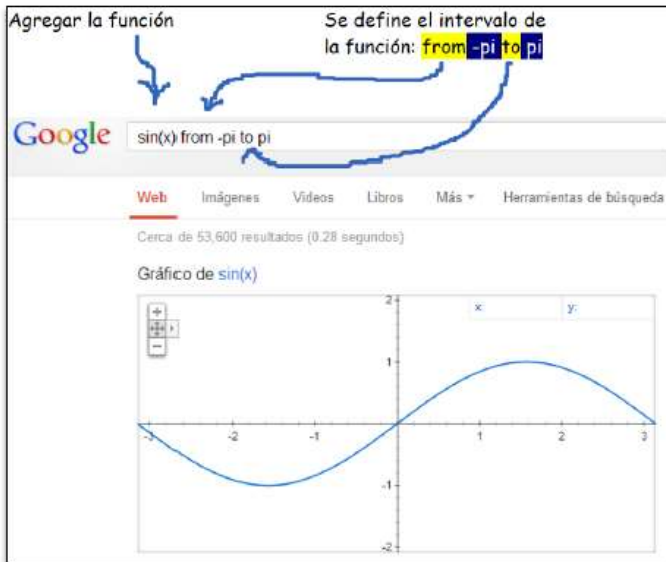 Agregar la función
Se define el intervalo de
la función: from -pi to pi
Google
sin(x) from -pi to pi
Web Imágenes Videos Libros Más Herramientas de búsqueda
Cerca de 53,600 resultados (0.28 segundos)
Gráfico de sin(x)
x: y:
2
1
-3 -2 -1 1 2 3
-1
-2